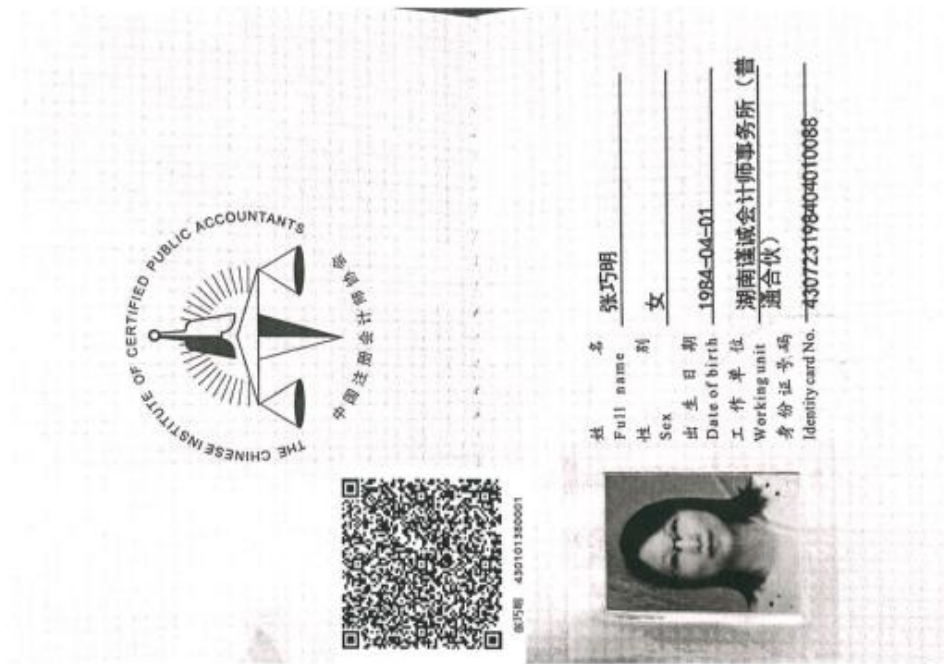 THE CHINESE INSTITUTE OF CERTIFIED PUBLIC ACCOUNTANTS
中国注册会计师协会
张巧明 430101380001
姓 名 张巧明
Full name
性 别 女
Sex
出 生 日 期 1984-04-01
Date of birth
工 作 单 位 湖南谨诚会计师事务所（普
Working unit 通合伙）
身 份 证 号 码 430723198404010088
Identity card No.